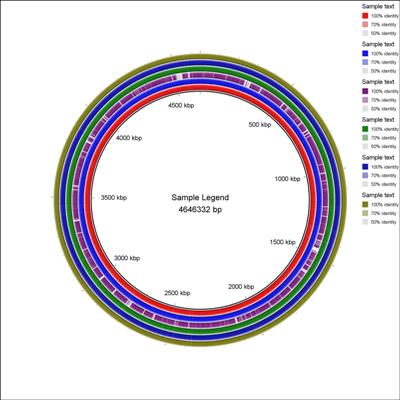 Sample text
100% identity
70% identity
50% identity
Sample text
100% identity
70% identity
50% identity
Sample text
100% identity
70% identity
50% identity
Sample text
100% identity
70% identity
50% identity
Sample text
100% identity
70% identity
50% identity
Sample text
100% identity
70% identity
50% identity
4500 kbp
500 kbp
4000 kbp
1000 kbp
3500 kbp
Sample Legend
4646332 bp
1500 kbp
3000 kbp
2000 kbp
2500 kbp